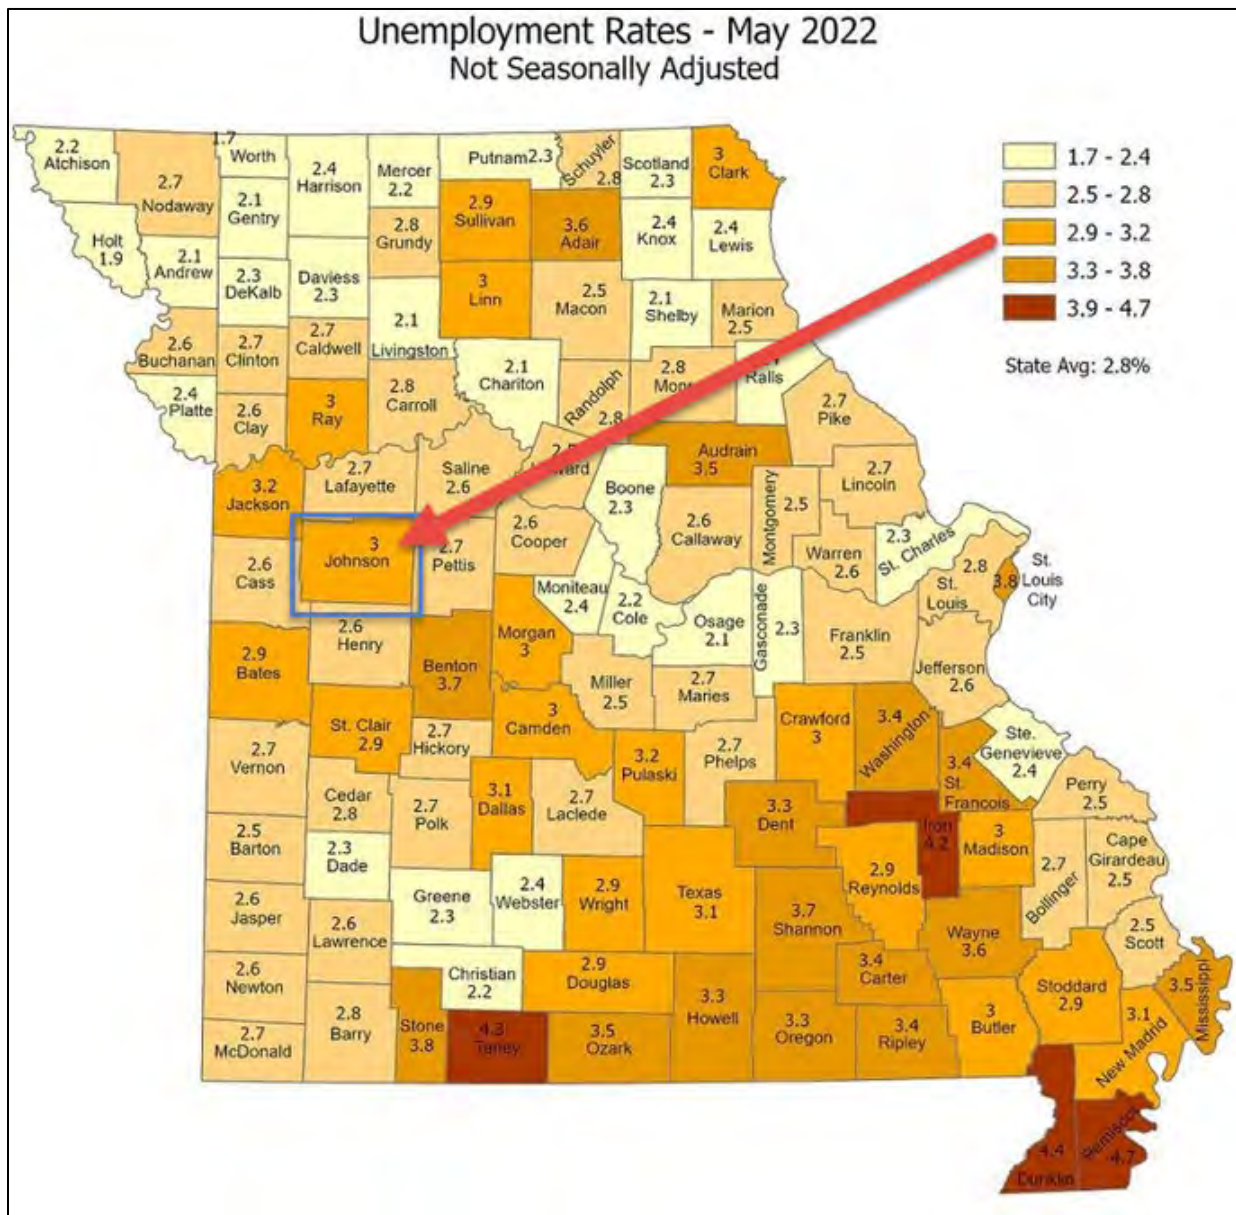 Unemployment Rates - May 2022
Not Seasonally Adjusted
1.7 - 2.4
2.5 - 2.8
2.9 - 3.2
3.3 - 3.8
3.9 - 4.7
State Avg: 2.8%
2.2
Atchison
2.7
Nodaway
1.7
Worth
2.4
Harrison
Mercer
2.2
Putnam2.3
Schuyler
2.8
Scotland
2.3
3
Clark
Holt
1.9
2.1
Andrew
2.1
Gentry
2.8
Grundy
2.9
Sullivan
3.6
Adair
2.4
Knox
2.4
Lewis
2.3
DeKalb
Daviess
2.3
2.1
Livingston
3
Linn
2.5
Macon
2.1
Shelby
Marion
2.5
2.6
Buchanan
2.7
Clinton
2.7
Caldwell
2.4
Platte
2.6
Clay
3
Ray
2.8
Carroll
2.1
Chariton
Randolph
2.8
2.8
Ralls
2.7
Pike
3.2
Jackson
2.7
Lafayette
Saline
2.6
Boone
2.3
Audrain
3.5
Montgomery
2.5
2.7
Lincoln
2.6
Cass
3
Johnson
2.7
Pettis
2.6
Cooper
2.6
Callaway
Warren
2.6
2.3
St. Charles
2.8
St.
Louis
3.8
St.
Louis
City
Moniteau
2.4
2.2
Cole
Osage
2.1
Gasconade
2.3
Franklin
2.5
Jefferson
2.6
2.9
Bates
2.6
Henry
Benton
3.7
Morgan
3
Miller
2.5
2.7
Maries
St. Clair
2.9
2.7
Hickory
3
Camden
3.2
Pulaski
2.7
Phelps
Crawford
3
3.4
Washington
3.4
St.
Francois
Ste.
Genevieve
2.4
Perry
2.5
2.7
Vernon
Cedar
2.8
2.7
Polk
3.1
Dallas
2.7
Laclede
3.3
Dent
Iron
4.2
3
Madison
2.7
Bollinger
Cape
Girardeau
2.5
2.5
Barton
2.3
Dade
Greene
2.3
2.4
Webster
2.9
Wright
Texas
3.1
3.7
Shannon
2.9
Reynolds
Wayne
3.6
2.5
Scott
2.6
Jasper
2.6
Lawrence
2.6
Newton
Christian
2.2
2.9
Douglas
3.3
Howell
3.4
Carter
Stoddard
2.9
3.5
Mississippi
2.7
McDonald
2.8
Barry
Stone
3.8
4.3
Taney
3.5
Ozark
3.3
Oregon
3.4
Ripley
3
Butler
3.1
New Madrid
4.4
Dunklin
Pemiscot
4.7